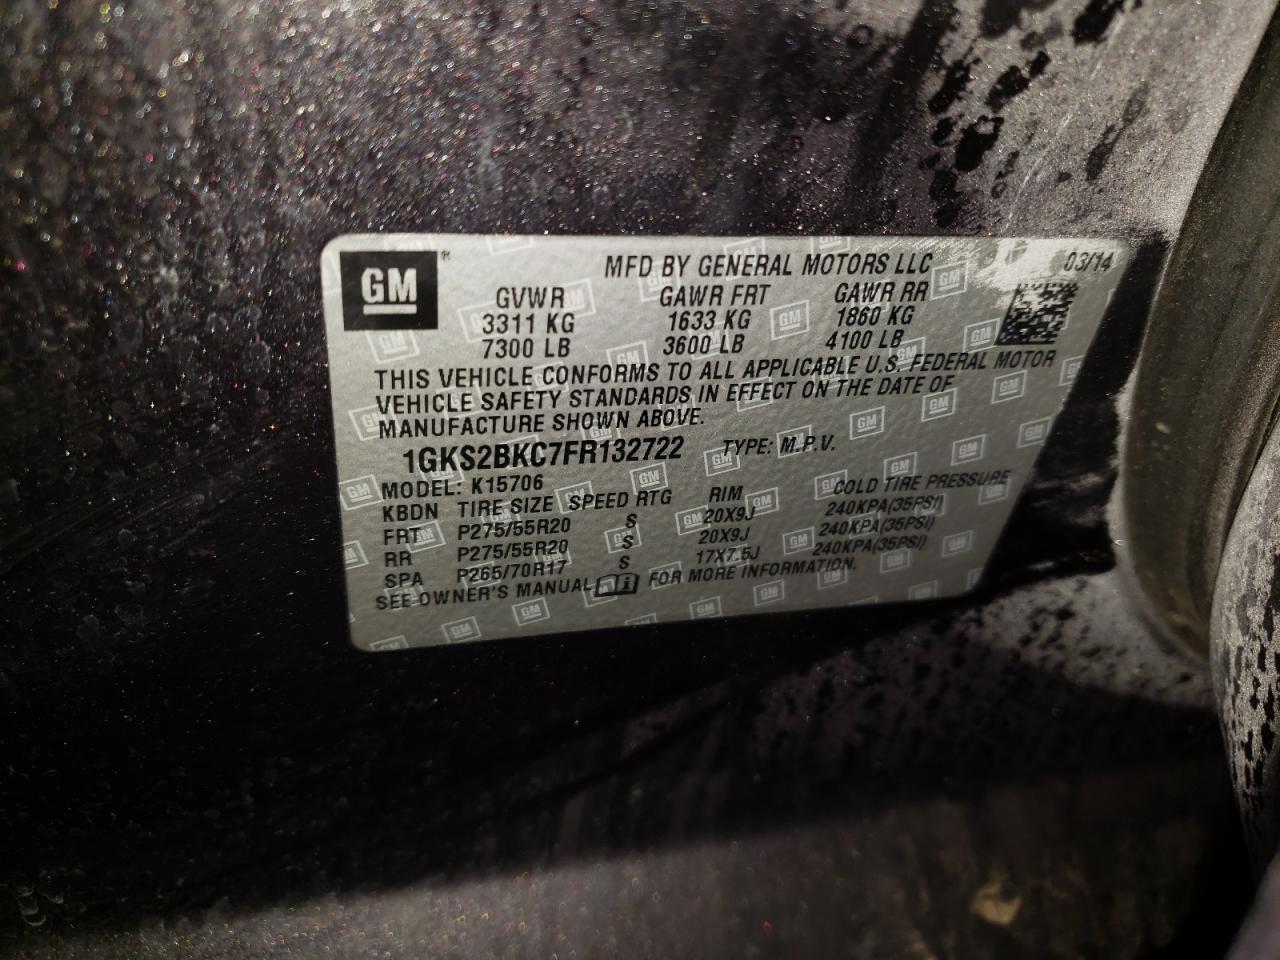 GM®
MFD BY GENERAL MOTORS LLC 03/14
GVWR GAWR FRT GAWR RR
3311 KG 1633 KG 1860 KG
7300 LB 3600 LB 4100 LB
THIS VEHICLE CONFORMS TO ALL APPLICABLE U.S. FEDERAL MOTOR
VEHICLE SAFETY STANDARDS IN EFFECT ON THE DATE OF
MANUFACTURE SHOWN ABOVE.
1GKS2BKC7FR132722 TYPE: M.P.V.
MODEL: K15706
KBDN TIRE SIZE SPEED RTG RIM COLD TIRE PRESSURE
FRT P275/55R20 S 20X9J 240KPA(35PSI)
RR P275/55R20 S 20X9J 240KPA(35PSI)
SPA P265/70R17 S 17X7.5J 240KPA(35PSI)
SEE OWNER'S MANUAL FOR MORE INFORMATION.